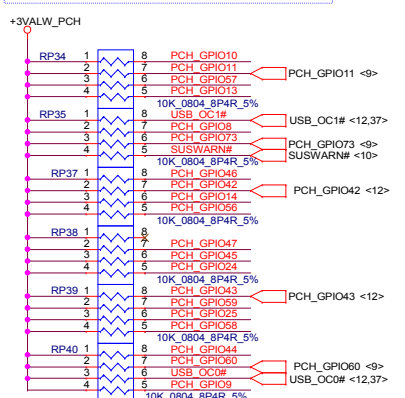 +3VALW_PCH
RP34 1 8 PCH_GPIO10
2 7 PCH_GPIO11 PCH_GPIO11 <9>
3 6 PCH_GPIO57
4 5 PCH_GPIO13
10K_0804_8P4R_5%
RP35 1 8 USB_OC1# USB_OC1# <12,37>
2 7 PCH_GPIO8
3 6 PCH_GPIO73 PCH_GPIO73 <9>
4 5 SUSWARN# SUSWARN# <10>
10K_0804_8P4R_5%
RP37 1 8 PCH_GPIO46
2 7 PCH_GPIO42 PCH_GPIO42 <12>
3 6 PCH_GPIO14
4 5 PCH_GPIO56
10K_0804_8P4R_5%
RP38 1 8
2 7 PCH_GPIO47
3 6 PCH_GPIO45
4 5 PCH_GPIO24
10K_0804_8P4R_5%
RP39 1 8 PCH_GPIO43 PCH_GPIO43 <12>
2 7 PCH_GPIO59
3 6 PCH_GPIO25
4 5 PCH_GPIO58
10K_0804_8P4R_5%
RP40 1 8 PCH_GPIO44
2 7 PCH_GPIO60 PCH_GPIO60 <9>
3 6 USB_OC0# USB_OC0# <12,37>
4 5 PCH_GPIO9
10K_0804_8P4R_5%